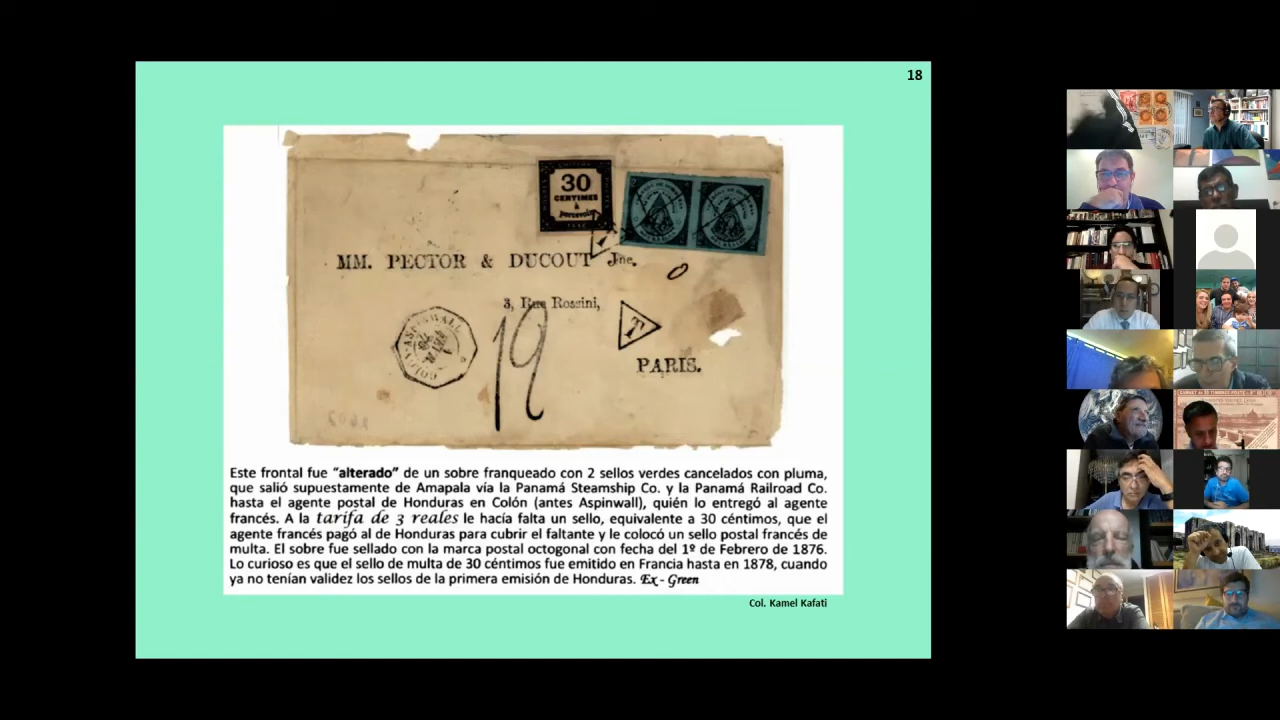 18
30
CENTIMES
à
percevoir
T
MM. PECTOR & DUCOUT Jne.
3, Rue Rossini,
ASPINWALL
T
12
PARIS.
Este frontal fue “alterado” de un sobre franqueado con 2 sellos verdes cancelados con pluma,
que salió supuestamente de Amapala vía la Panamá Steamship Co. y la Panamá Railroad Co.
hasta el agente postal de Honduras en Colón (antes Aspinwall), quién lo entregó al agente
francés. A la tarifa de 3 reales le hacía falta un sello, equivalente a 30 céntimos, que el
agente francés pagó al de Honduras para cubrir el faltante y le colocó un sello postal francés de
multa. El sobre fue sellado con la marca postal octogonal con fecha del 1º de Febrero de 1876.
Lo curioso es que el sello de multa de 30 céntimos fue emitido en Francia hasta en 1878, cuando
ya no tenían validez los sellos de la primera emisión de Honduras. Ex - Green
Col. Kamel Kafati